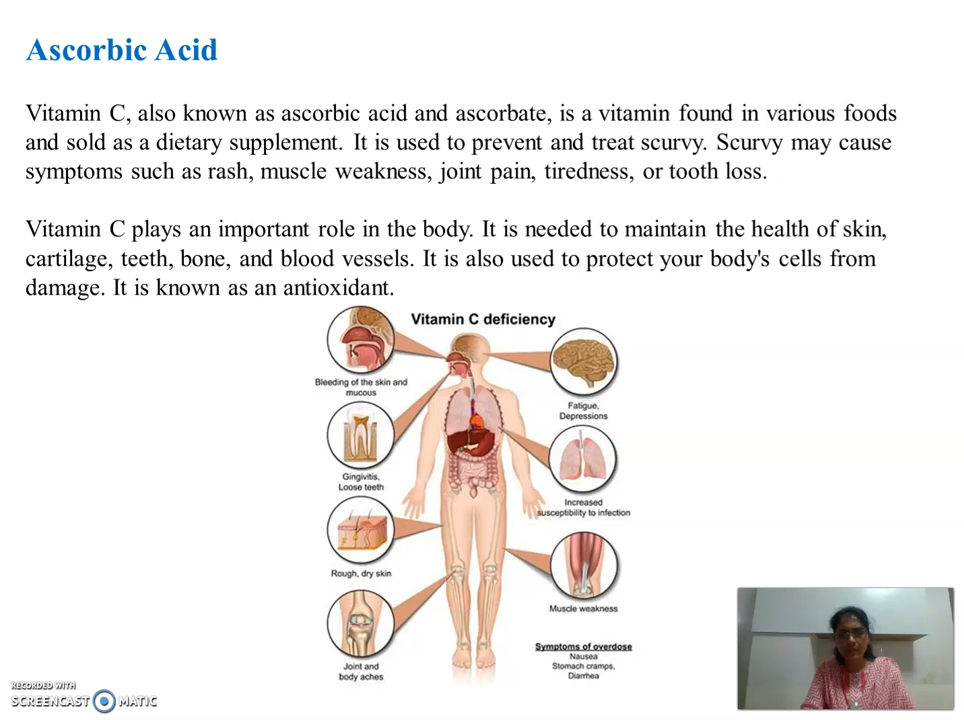 Ascorbic Acid
Vitamin C, also known as ascorbic acid and ascorbate, is a vitamin found in various foods
and sold as a dietary supplement. It is used to prevent and treat scurvy. Scurvy may cause
symptoms such as rash, muscle weakness, joint pain, tiredness, or tooth loss.
Vitamin C plays an important role in the body. It is needed to maintain the health of skin,
cartilage, teeth, bone, and blood vessels. It is also used to protect your body's cells from
damage. It is known as an antioxidant.
Vitamin C deficiency
Bleeding of the skin and
mucous
Gingivitis,
Loose teeth
Rough, dry skin
Joint and
body aches
Fatigue,
Depressions
Increased
susceptibility to infection
Muscle weakness
Symptoms of overdose
Nausea
Stomach cramps,
Diarrhea
RECORDED WITH
SCREENCAST MATIC